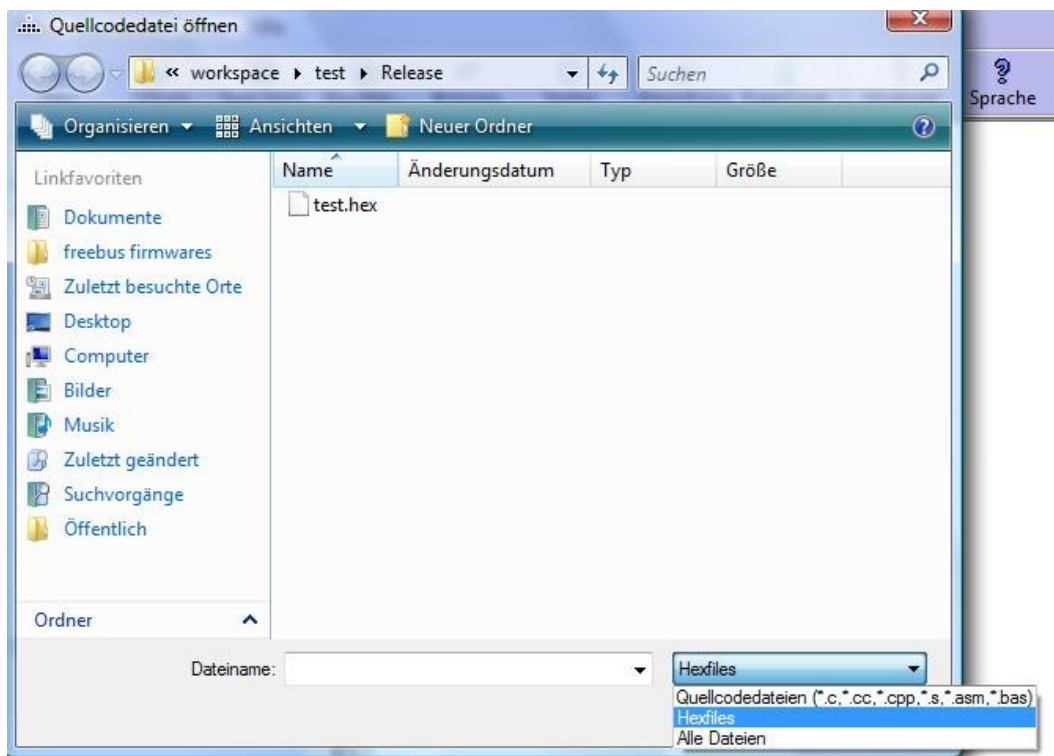 Quellcodedatei öffnen
« workspace ▸ test ▸ Release
Suchen
Sprache
Organisieren
Ansichten
Neuer Ordner
Linkfavoriten
Name
Änderungsdatum
Typ
Größe
test.hex
Dokumente
freebus firmwares
Zuletzt besuchte Orte
Desktop
Computer
Bilder
Musik
Zuletzt geändert
Suchvorgänge
Öffentlich
Ordner
Dateiname:
Hexfiles
Quellcodedateien (*.c,*.cc,*.cpp,*.s,*.asm,*.bas)
Hexfiles
Alle Dateien